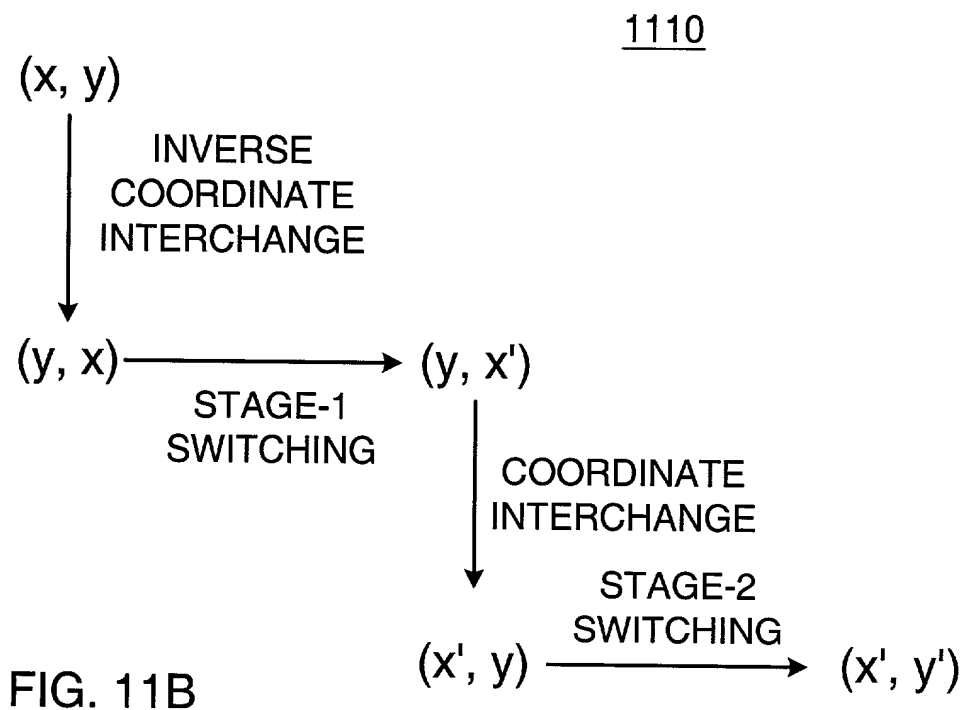 1110
(x, y)
INVERSE
COORDINATE
INTERCHANGE
(y, x)
(y, x')
STAGE-1
SWITCHING
COORDINATE
INTERCHANGE
STAGE-2
SWITCHING
(x', y)
(x', y')
FIG. 11B